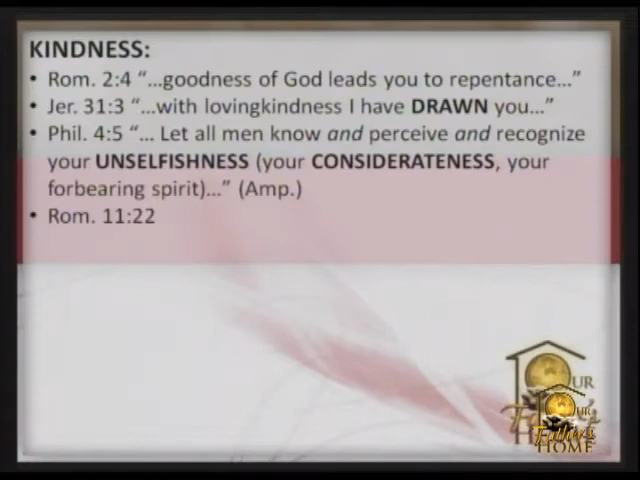 KINDNESS:
• Rom. 2:4 “...goodness of God leads you to repentance...”
• Jer. 31:3 “...with lovingkindness I have DRAWN you...”
• Phil. 4:5 “... Let all men know and perceive and recognize
your UNSELFISHNESS (your CONSIDERATENESS, your
forbearing spirit)...” (Amp.)
• Rom. 11:22
OUR
OUR
Father's
HOME